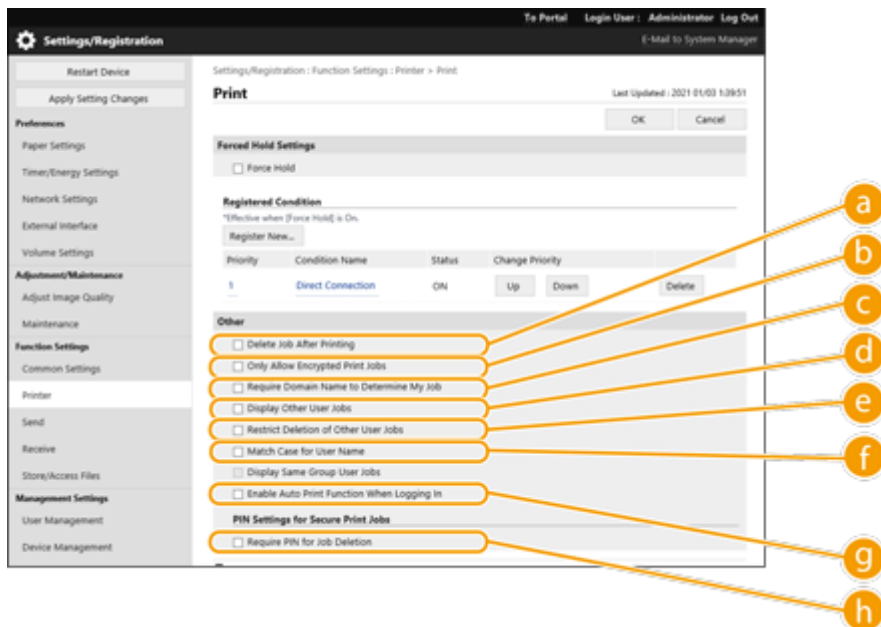 To Portal Login User : Administrator Log Out
Settings/Registration
E-Mail to System Manager
Restart Device
Apply Setting Changes
Preferences
Paper Settings
Timer/Energy Settings
Network Settings
External Interface
Volume Settings
Adjustment/Maintenance
Adjust Image Quality
Maintenance
Function Settings
Common Settings
Printer
Send
Receive
Store/Access Files
Management Settings
User Management
Device Management
Settings/Registration : Function Settings : Printer > Print
Print
Last Updated : 2021 01/03 1:39:51
OK Cancel
Forced Hold Settings
Force Hold
Registered Condition
*Effective when [Force Hold] is On.
Register New...
Priority Condition Name Status Change Priority
1 Direct Connection ON Up Down Delete
Other
Delete Job After Printing
Only Allow Encrypted Print Jobs
Require Domain Name to Determine My Job
Display Other User Jobs
Restrict Deletion of Other User Jobs
Match Case for User Name
Display Same Group User Jobs
Enable Auto Print Function When Logging In
PIN Settings for Secure Print Jobs
Require PIN for Job Deletion
a
b
c
d
e
f
g
h